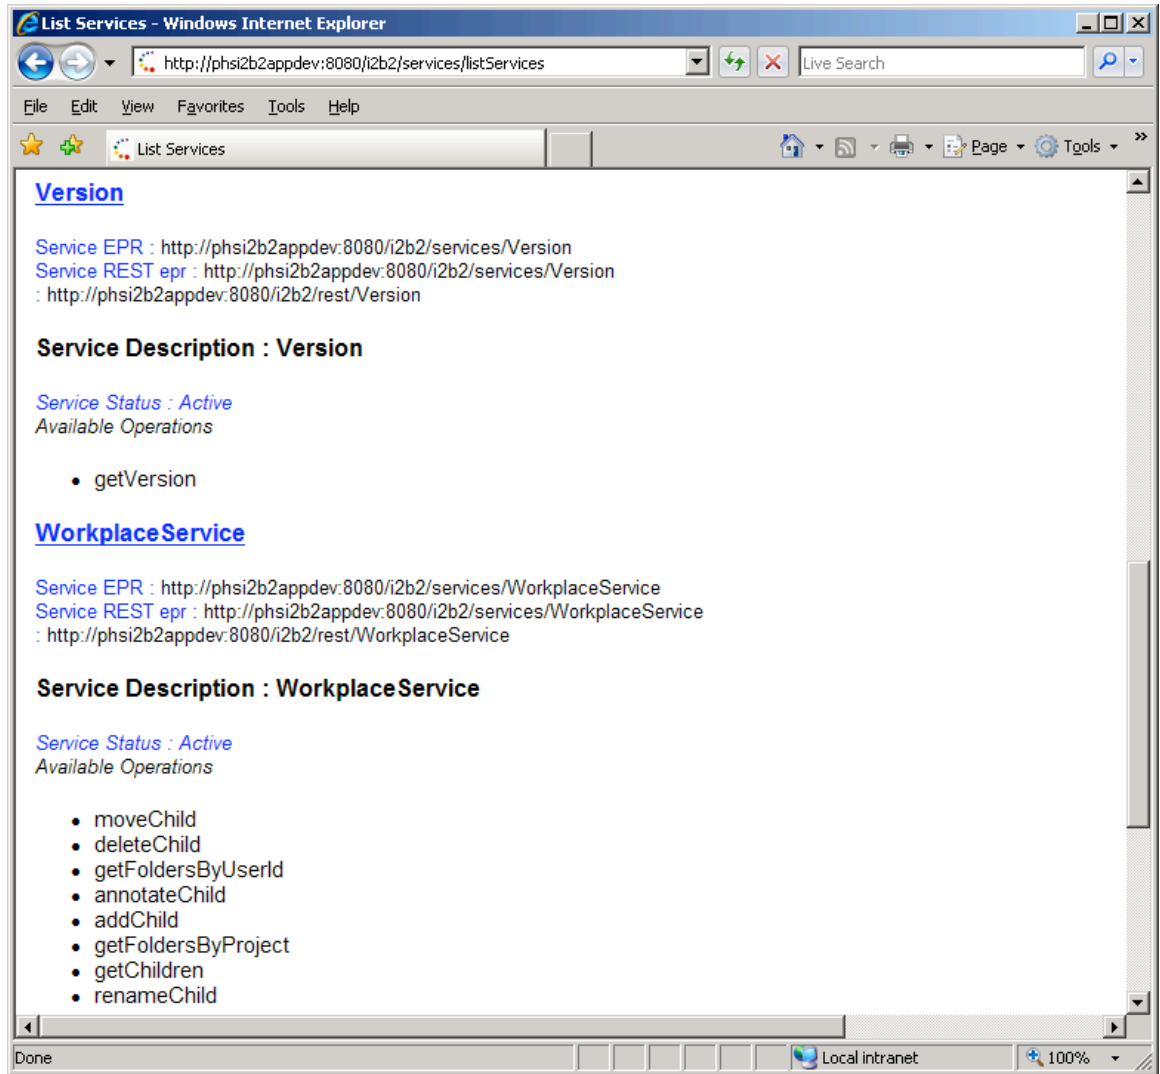 List Services - Windows Internet Explorer
http://phsi2b2appdev:8080/i2b2/services/listServices
Live Search
File Edit View Favorites Tools Help
List Services
Page Tools »
Version
Service EPR : http://phsi2b2appdev:8080/i2b2/services/Version
Service REST epr : http://phsi2b2appdev:8080/i2b2/services/Version
: http://phsi2b2appdev:8080/i2b2/rest/Version
Service Description : Version
Service Status : Active
Available Operations
• getVersion
WorkplaceService
Service EPR : http://phsi2b2appdev:8080/i2b2/services/WorkplaceService
Service REST epr : http://phsi2b2appdev:8080/i2b2/services/WorkplaceService
: http://phsi2b2appdev:8080/i2b2/rest/WorkplaceService
Service Description : WorkplaceService
Service Status : Active
Available Operations
• moveChild
• deleteChild
• getFoldersByUserId
• annotateChild
• addChild
• getFoldersByProject
• getChildren
• renameChild
Done
Local intranet
100%